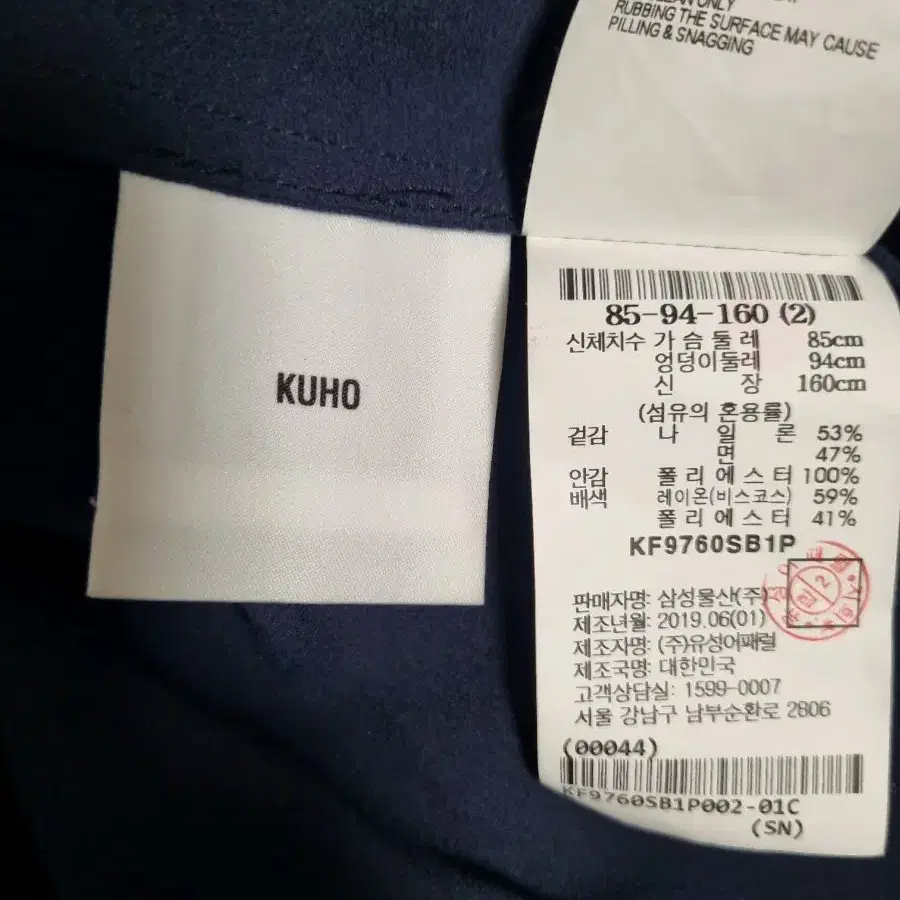 RUBBING THE SURFACE MAY CAUSE
PILLING & SNAGGING
KUHO
85-94-160 (2)
신체치수 가 슴 둘 레 85cm
엉덩이둘레 94cm
신 장 160cm
(섬유의 혼용률)
겉감 나 일 론 53%
면 47%
안감 폴 리 에 스 터 100%
배색 레이온(비스코스) 59%
폴 리 에 스 터 41%
KF9760SB1P
판매자명: 삼성물산(주)
제조년월: 2019.06(01)
제조자명: (주)유성어패럴
제조국명: 대한민국
고객상담실: 1599-0007
서울 강남구 남부순환로 2806
(00044)
KF9760SB1P002-01C
(SN)